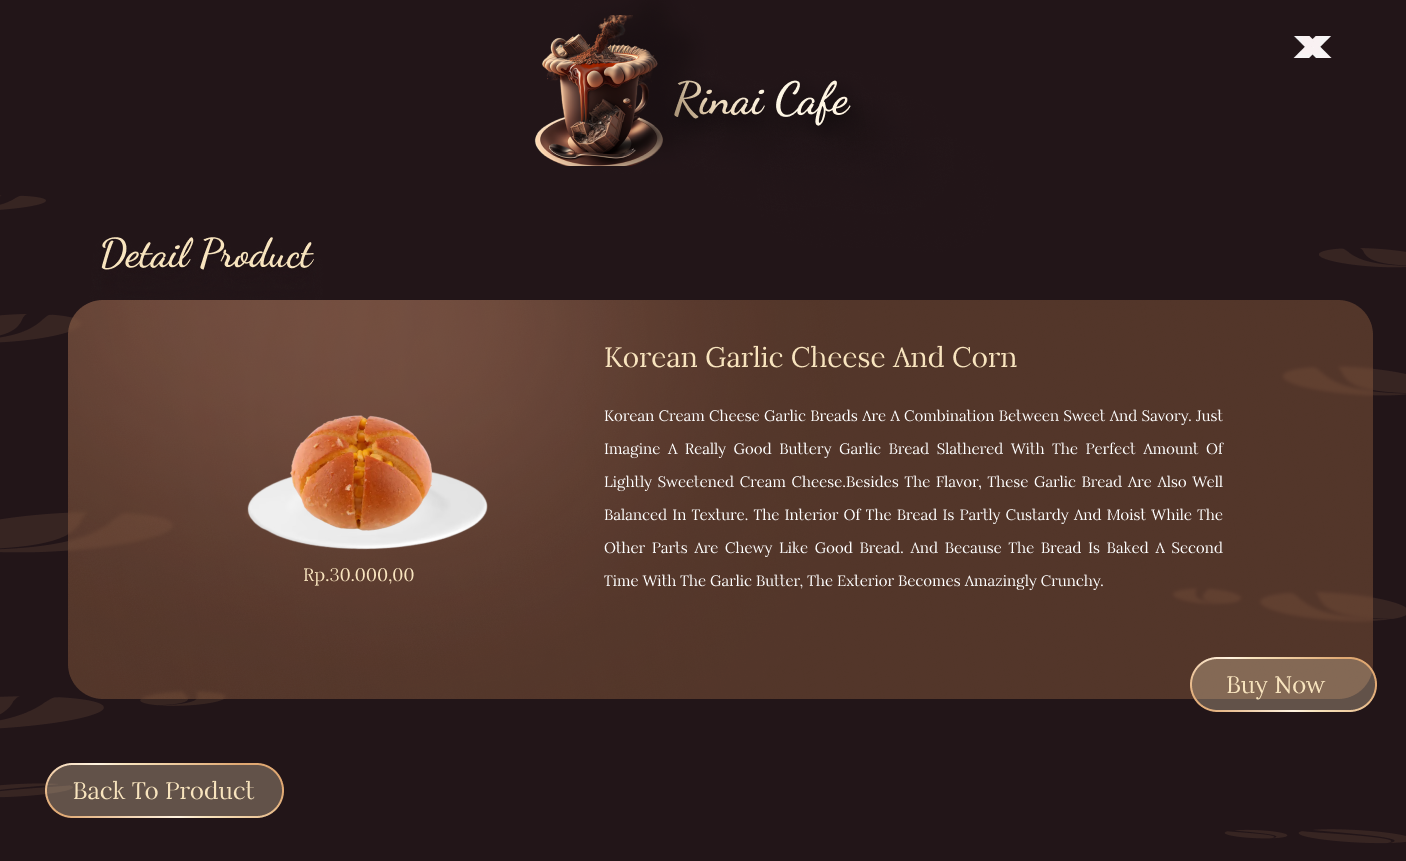 Rinai Cafe
Detail Product
Korean Garlic Cheese And Corn
Korean Cream Cheese Garlic Breads Are A Combination Between Sweet And Savory. Just
Imagine A Really Good Buttery Garlic Bread Slathered With The Perfect Amount Of
Lightly Sweetened Cream Cheese.Besides The Flavor, These Garlic Bread Are Also Well
Balanced In Texture. The Interior Of The Bread Is Partly Custardy And Moist While The
Other Parts Are Chewy Like Good Bread. And Because The Bread Is Baked A Second
Time With The Garlic Butter, The Exterior Becomes Amazingly Crunchy.
Rp.30.000,00
Buy Now
Back To Product